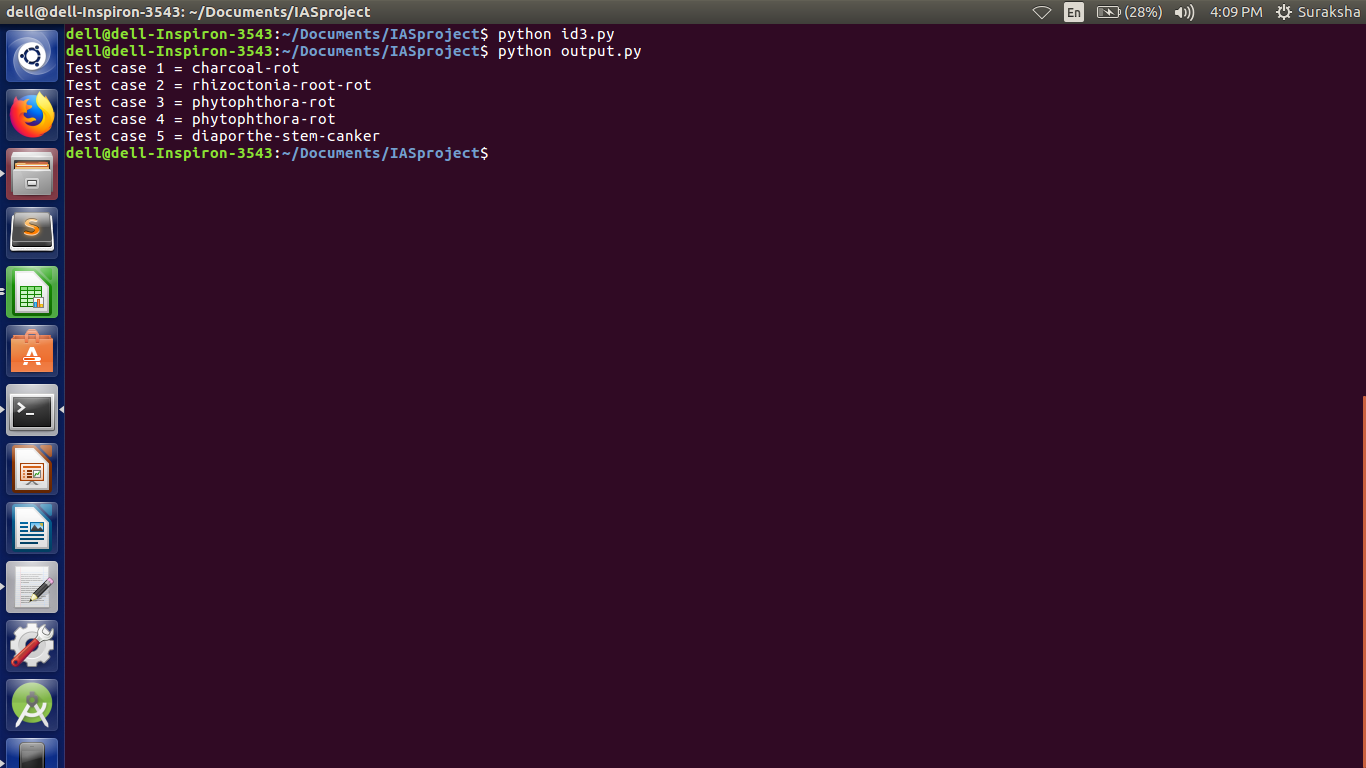 dell@dell-Inspiron-3543: ~/Documents/IASproject
En
(28%)
4:09 PM
Suraksha
dell@dell-Inspiron-3543:~/Documents/IASproject$ python id3.py
dell@dell-Inspiron-3543:~/Documents/IASproject$ python output.py
Test case 1 = charcoal-rot
Test case 2 = rhizoctonia-root-rot
Test case 3 = phytophthora-rot
Test case 4 = phytophthora-rot
Test case 5 = diaporthe-stem-canker
dell@dell-Inspiron-3543:~/Documents/IASproject$